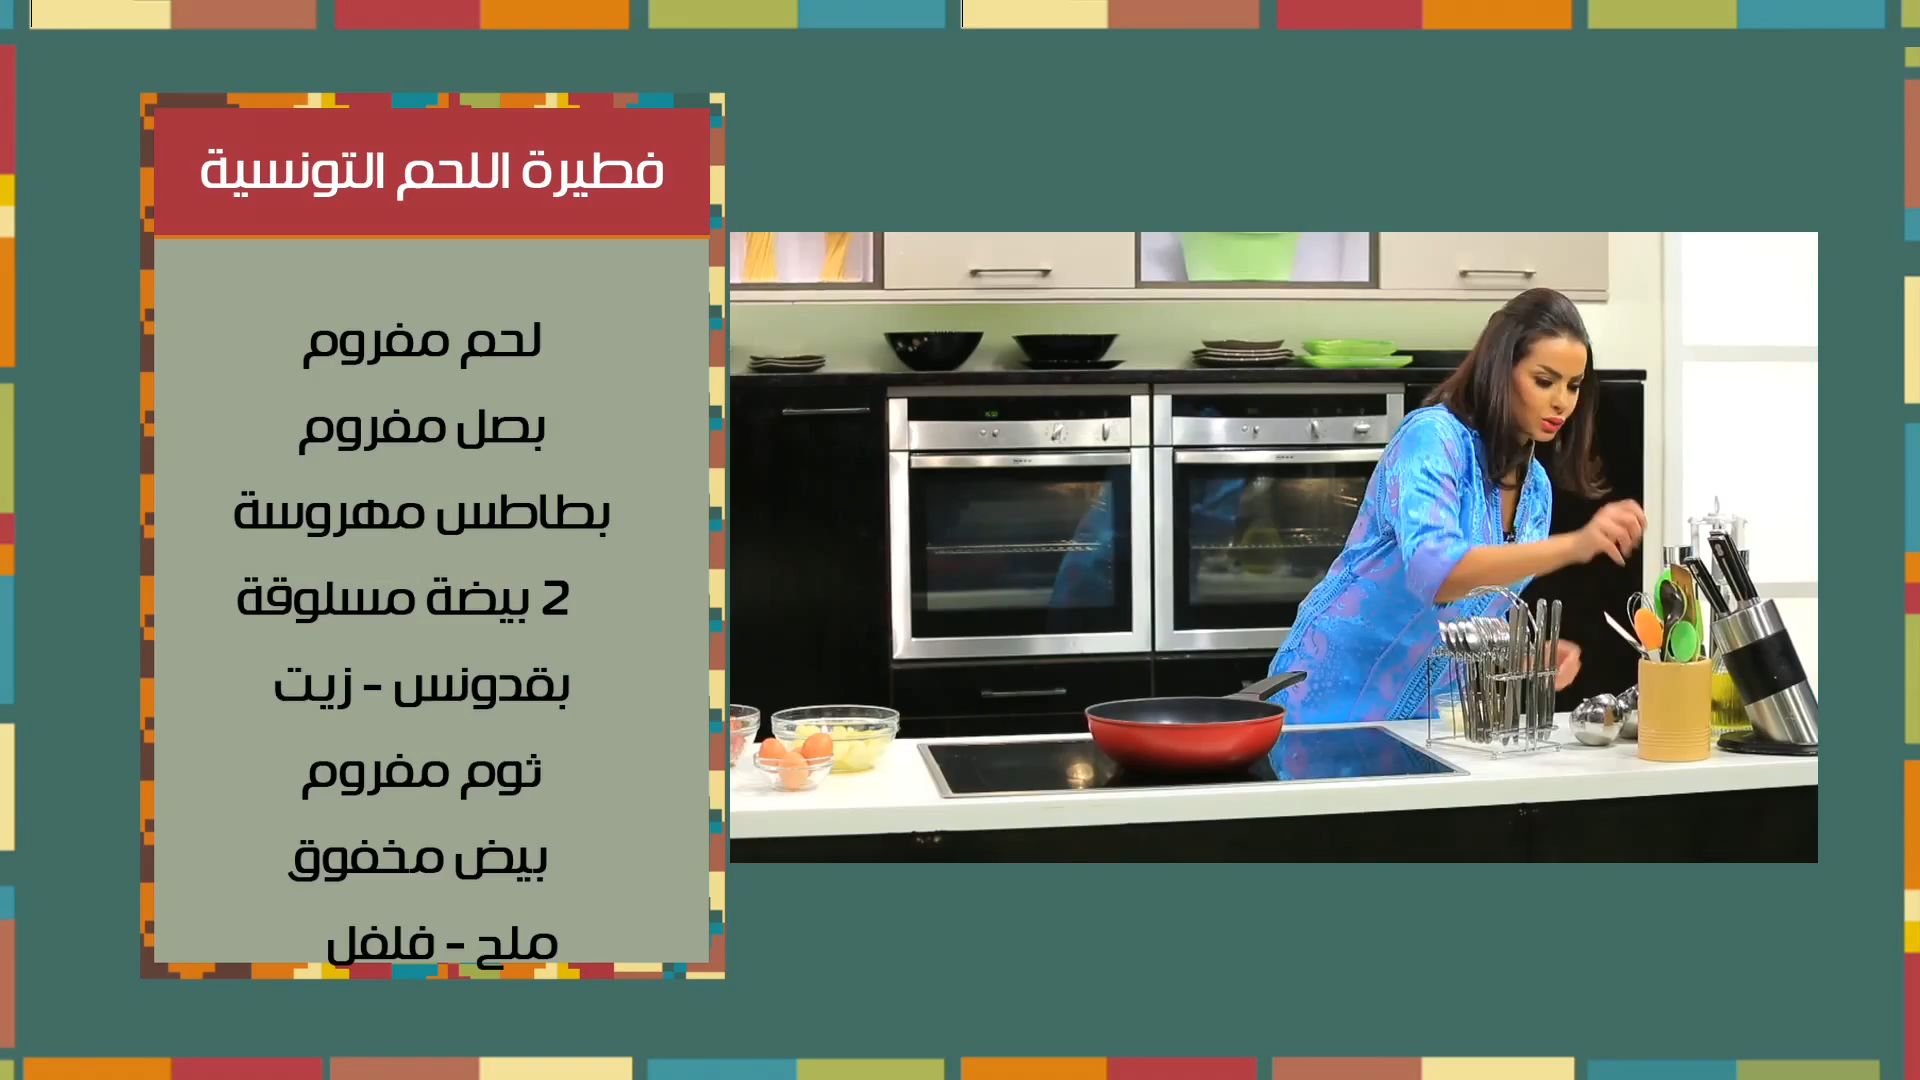 فطيرة اللحم التونسية
لحم مفروم
بصل مفروم
بطاطس مهروسة
2 بيضة مسلوقة
بقدونس - زيت
ثوم مفروم
بيض مخفوق
ملح - فلفل